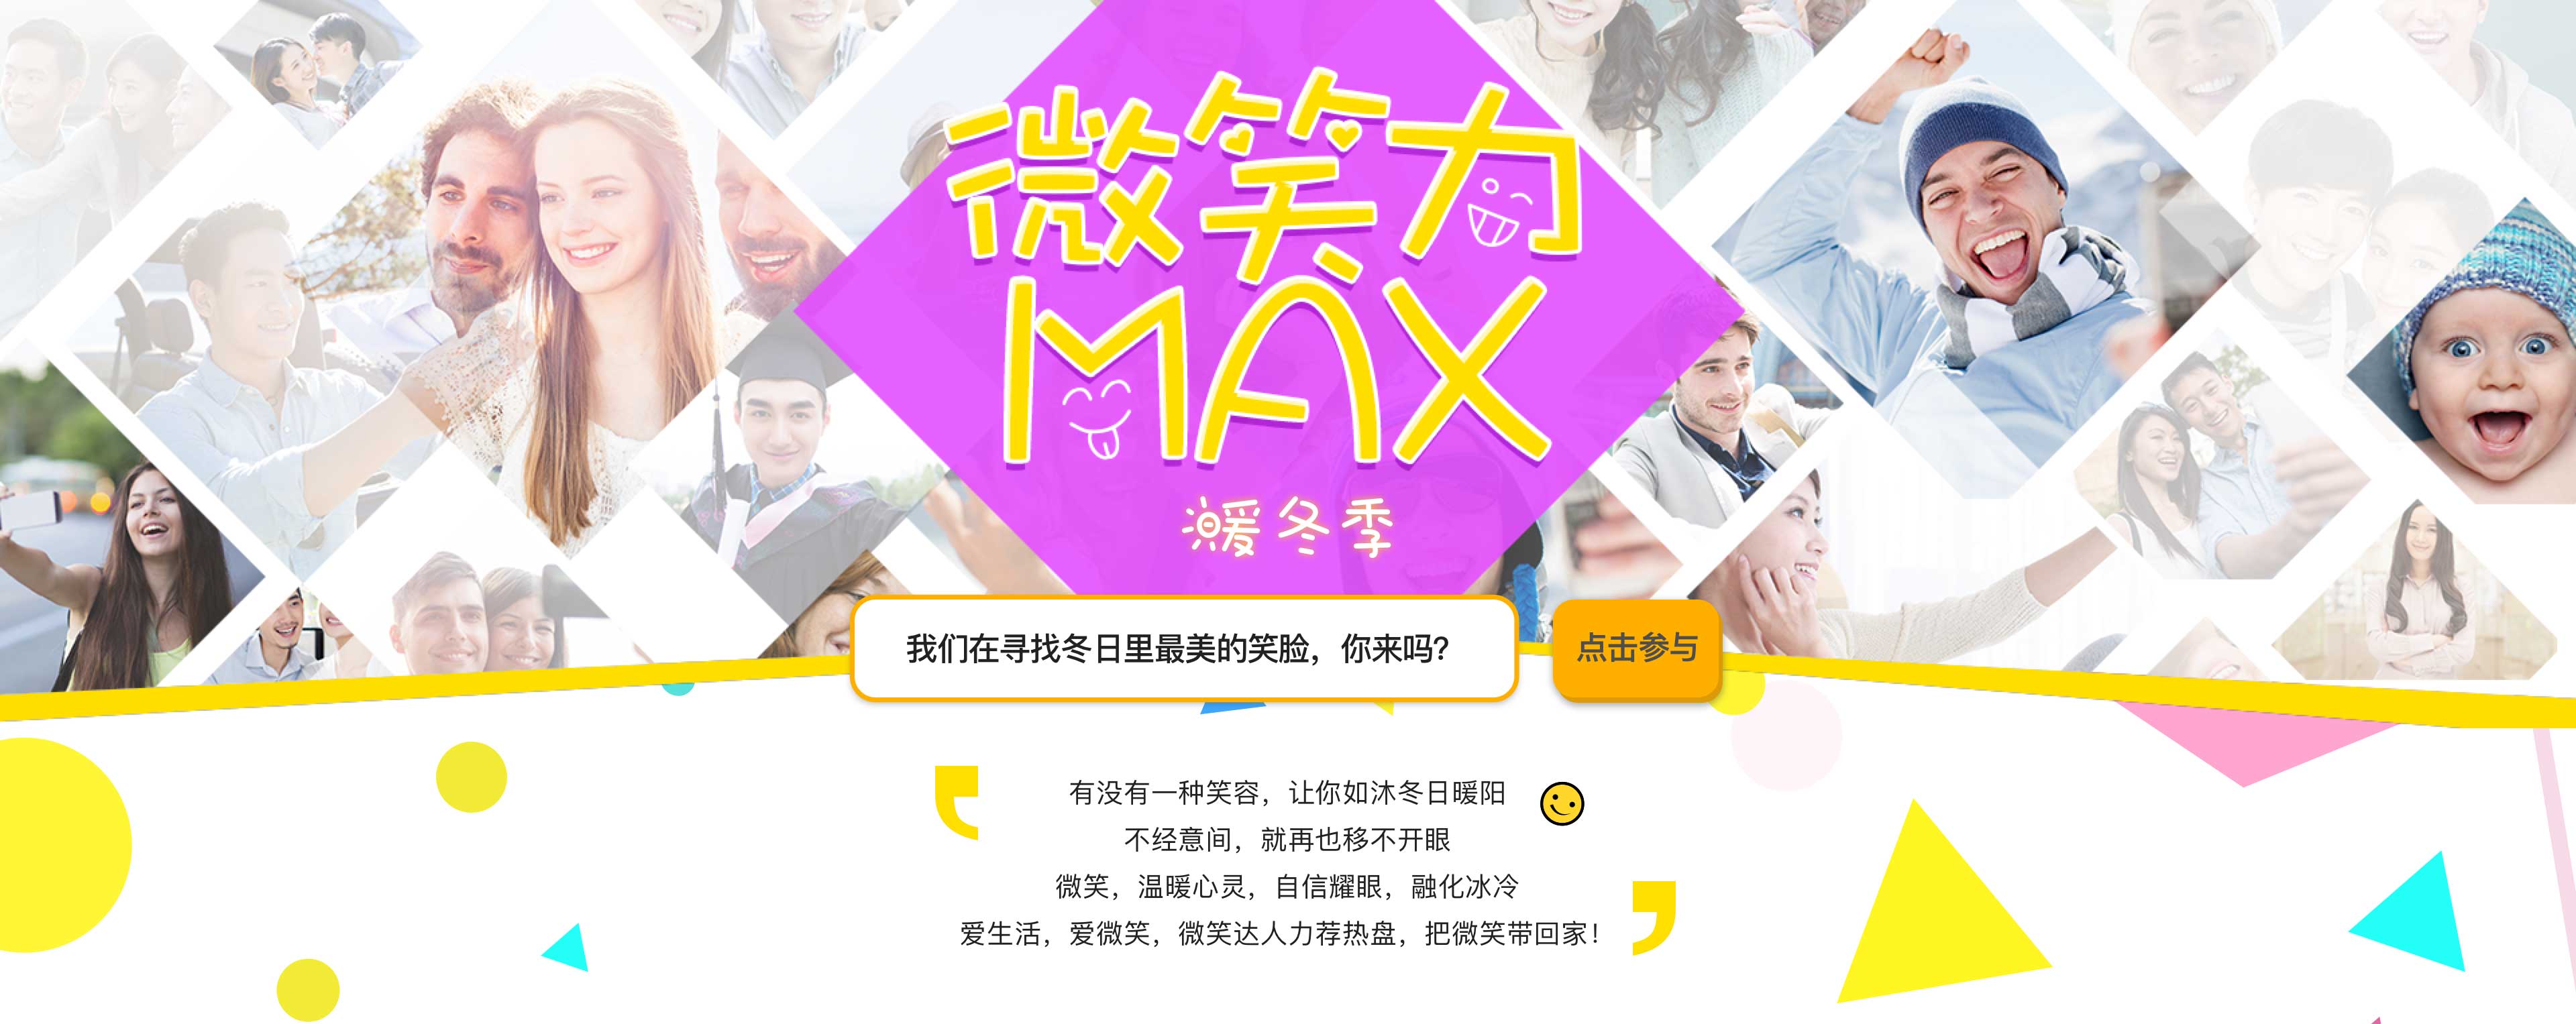 微笑力
MAX
暖冬季
我们在寻找冬日里最美的笑脸，你来吗？
点击参与
有没有一种笑容，让你如沐冬日暖阳
不经意间，就再也移不开眼
微笑，温暖心灵，自信耀眼，融化冰冷
爱生活，爱微笑，微笑达人力荐热盘，把微笑带回家！